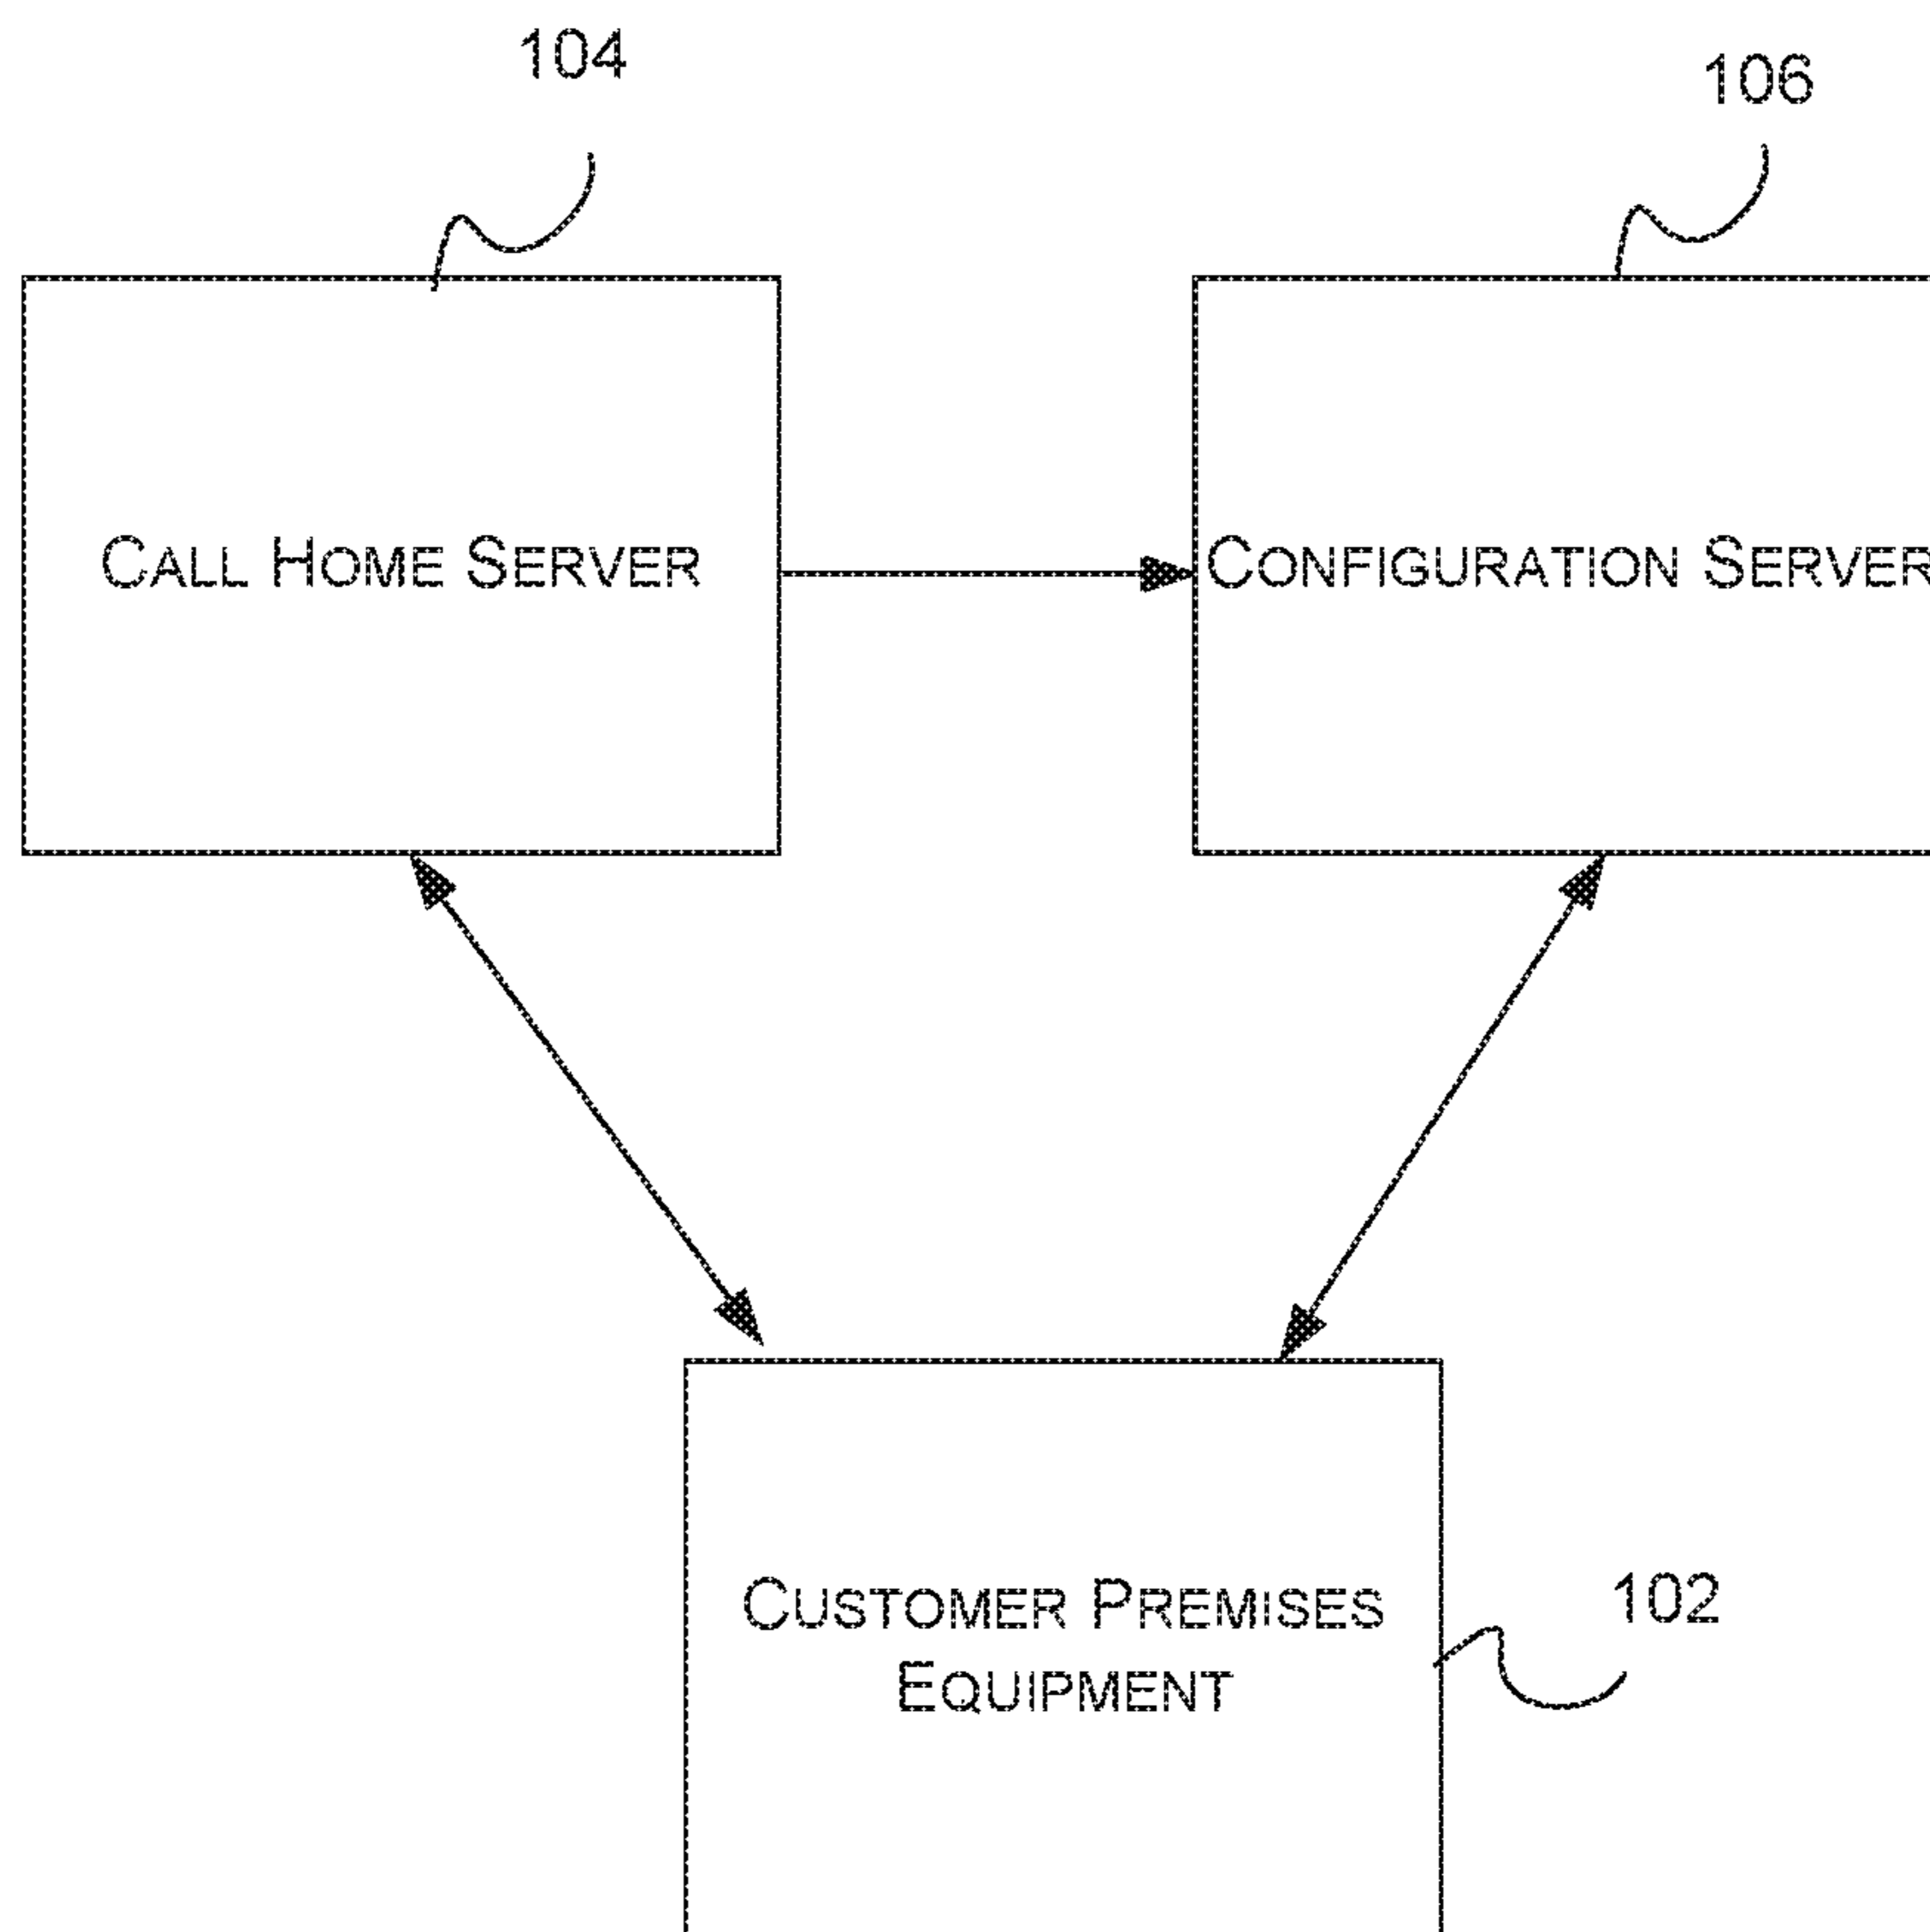 104
106
CALL HOME SERVER
CONFIGURATION SERVER
CUSTOMER PREMISES
EQUIPMENT
102